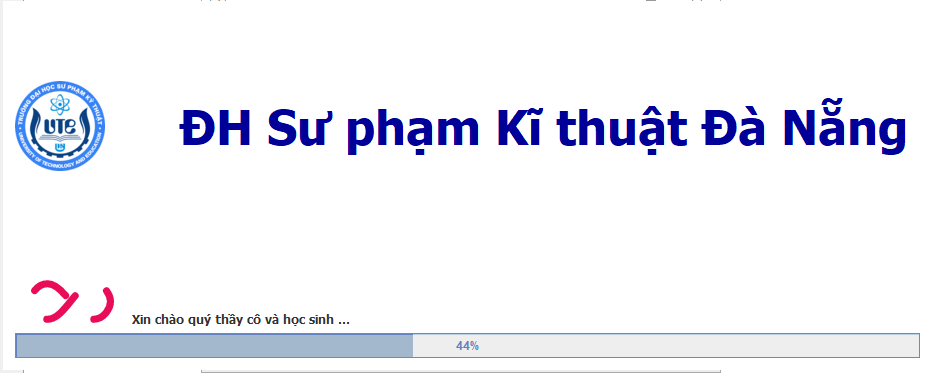 TRƯỜNG ĐẠI HỌC SƯ PHẠM KỸ THUẬT
UTE
UNIVERSITY OF TECHNOLOGY AND EDUCATION
ĐH Sư phạm Kĩ thuật Đà Nẵng
Xin chào quý thầy cô và học sinh ...
44%